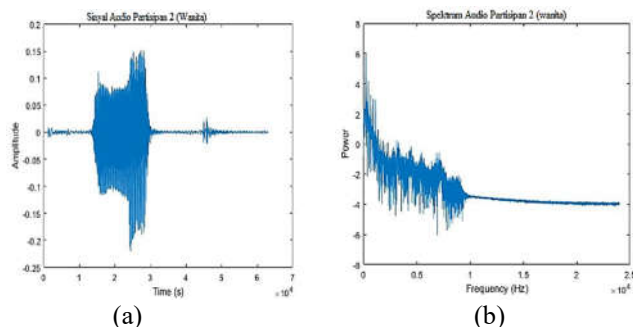 Sinyal Audio Partisipan 2 (Wanita)
0.2
0.15
0.1
0.05
0
-0.05
-0.1
-0.15
-0.2
-0.25
Amplitude
0 1 2 3 4 5 6 7
Time (s)
×10⁴
(a)
Spektrum Audio Partisipan 2 (wanita)
8
6
4
2
0
-2
-4
-6
-8
Power
0 0.5 1 1.5 2 2.5
Frequency (Hz)
×10⁴
(b)